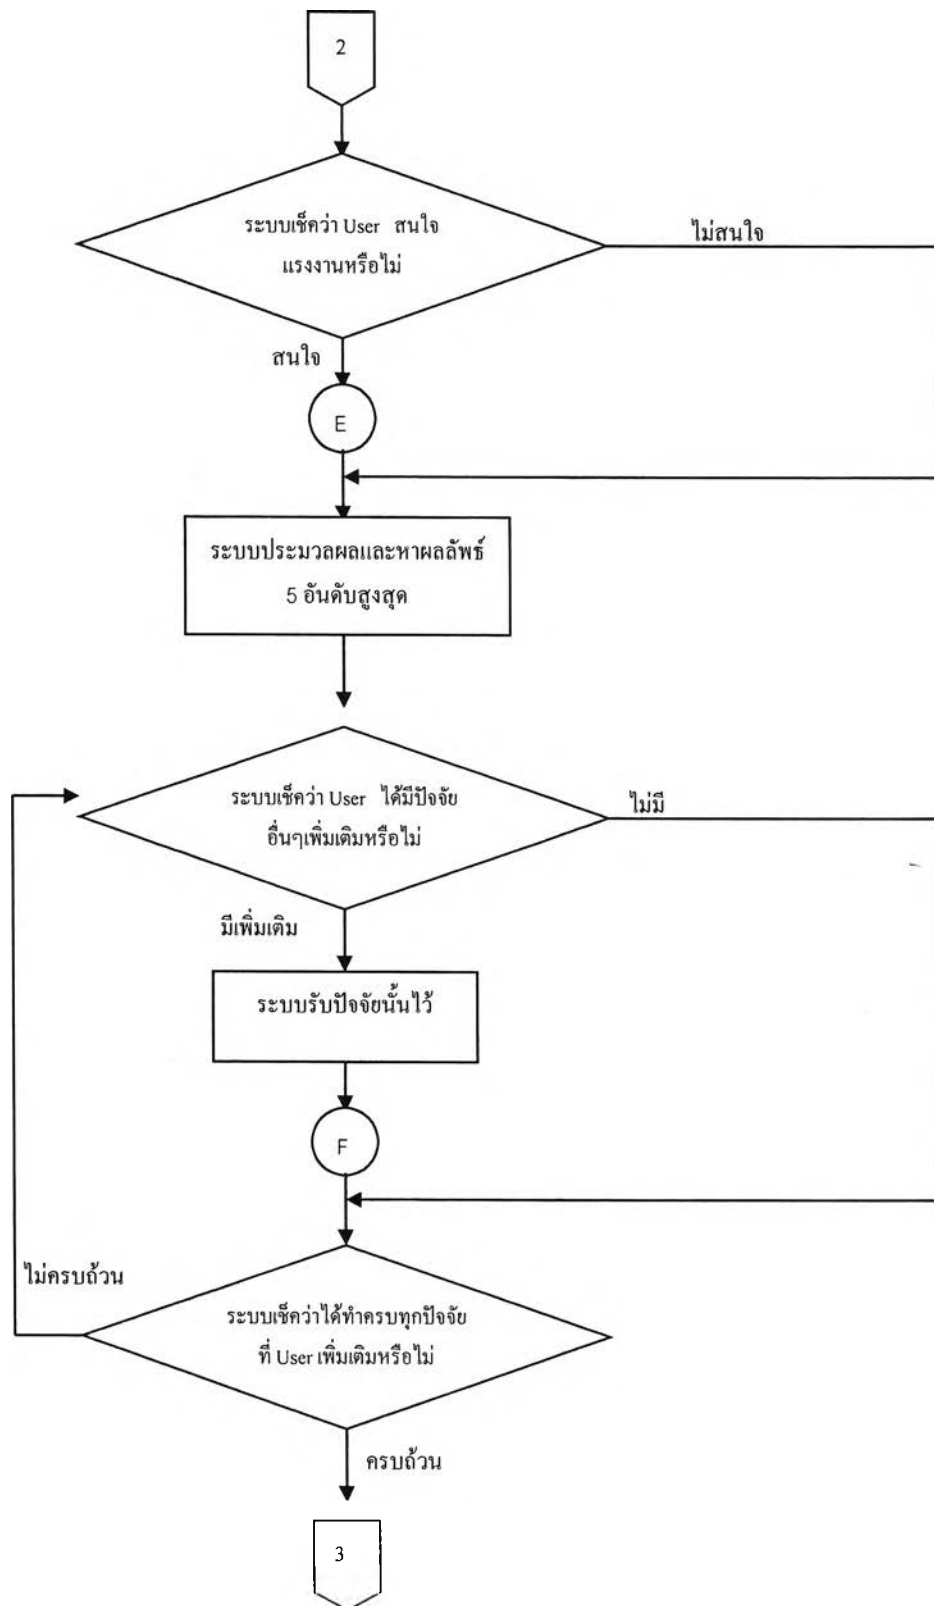 2
ระบบเช็คว่า User สนใจ
แรงงานหรือไม่
ไม่สนใจ
สนใจ
E
ระบบประมวลผลและหาผลลัพธ์
5 อันดับสูงสุด
ระบบเช็คว่า User ได้มีปัจจัย
อื่นๆเพิ่มเติมหรือไม่
ไม่มี
มีเพิ่มเติม
ระบบรับปัจจัยนั้นไว้
F
ไม่ครบถ้วน
ระบบเช็คว่าได้ทำครบทุกปัจจัย
ที่ User เพิ่มเติมหรือไม่
ครบถ้วน
3